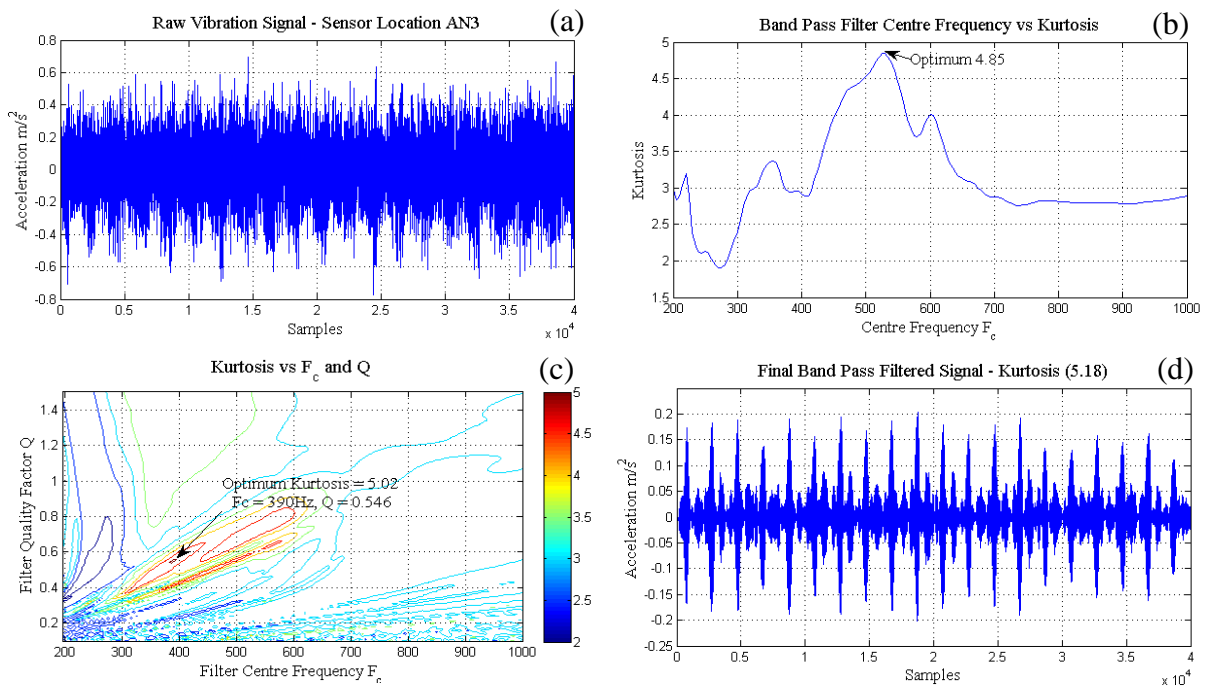 Raw Vibration Signal - Sensor Location AN3
(a)
0.8
0.6
0.4
0.2
0
-0.2
-0.4
-0.6
-0.8
Acceleration m/s²
0 0.5 1 1.5 2 2.5 3 3.5 4
Samples
x 10⁴
Band Pass Filter Centre Frequency vs Kurtosis
(b)
5
4.5
4
3.5
3
2.5
2
1.5
Kurtosis
Optimum 4.85
200 300 400 500 600 700 800 900 1000
Centre Frequency F_c
Kurtosis vs F_c and Q
(c)
1.4
1.2
1
0.8
0.6
0.4
0.2
Filter Quality Factor Q
Optimum Kurtosis = 5.02
Fc = 390Hz, Q = 0.546
200 300 400 500 600 700 800 900 1000
Filter Centre Frequency F_c
5
4.5
4
3.5
3
2.5
2
Final Band Pass Filtered Signal - Kurtosis (5.18)
(d)
0.2
0.15
0.1
0.05
0
-0.05
-0.1
-0.15
-0.2
-0.25
Acceleration m/s²
0 0.5 1 1.5 2 2.5 3 3.5 4
Samples
x 10⁴